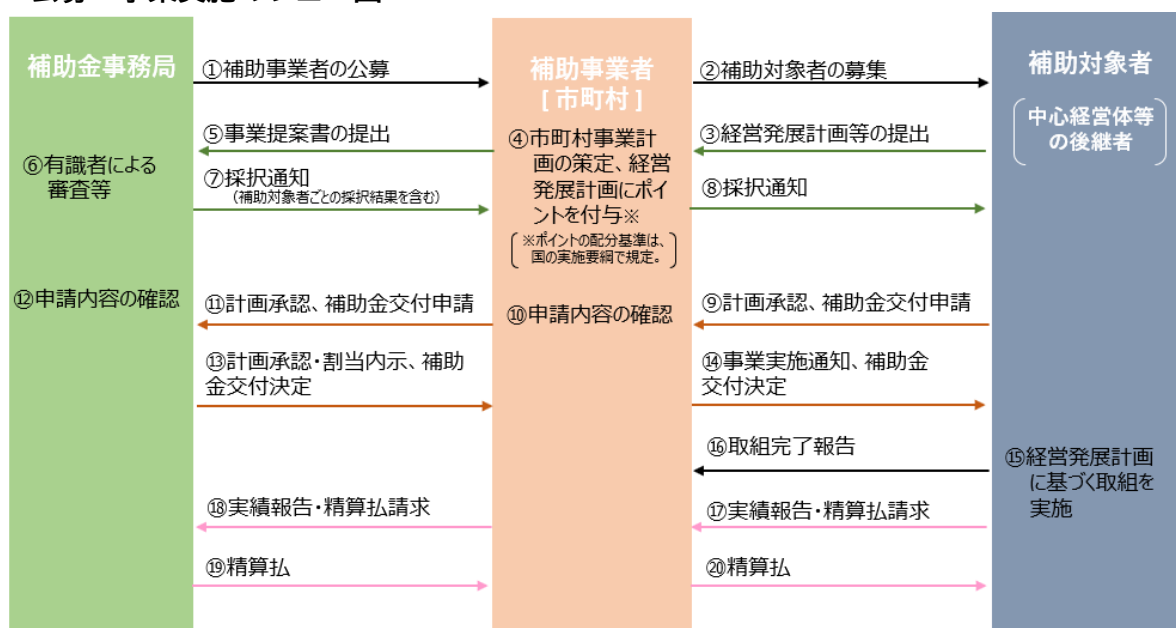 補助金事務局
⑥有識者による
審査等
⑫申請内容の確認
①補助事業者の公募
⑤事業提案書の提出
⑦採択通知
(補助対象者ごとの採択結果を含む)
⑪計画承認、補助金交付申請
⑬計画承認・割当内示、補助
金交付決定
⑱実績報告・精算払請求
⑲精算払
補助事業者
[ 市町村 ]
④市町村事業計
画の策定、経営
発展計画にポイ
ントを付与※
※ポイントの配分基準は、
国の実施要綱で規定。
⑩申請内容の確認
②補助対象者の募集
③経営発展計画等の提出
⑧採択通知
⑨計画承認、補助金交付申請
⑭事業実施通知、補助金
交付決定
⑯取組完了報告
⑰実績報告・精算払請求
⑳精算払
補助対象者
中心経営体等
の後継者
⑮経営発展計画
に基づく取組を
実施